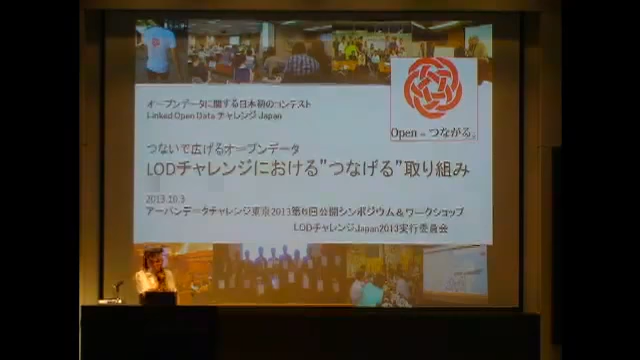 オープンデータに関する日本初のコンテスト
Linked Open Data チャレンジ Japan
Open = つながる。
つないで広げるオープンデータ
LODチャレンジにおける”つなげる”取り組み
2013.10.3
アーバンデータチャレンジ東京2013第6回公開シンポジウム＆ワークショップ
LODチャレンジJapan2013実行委員会